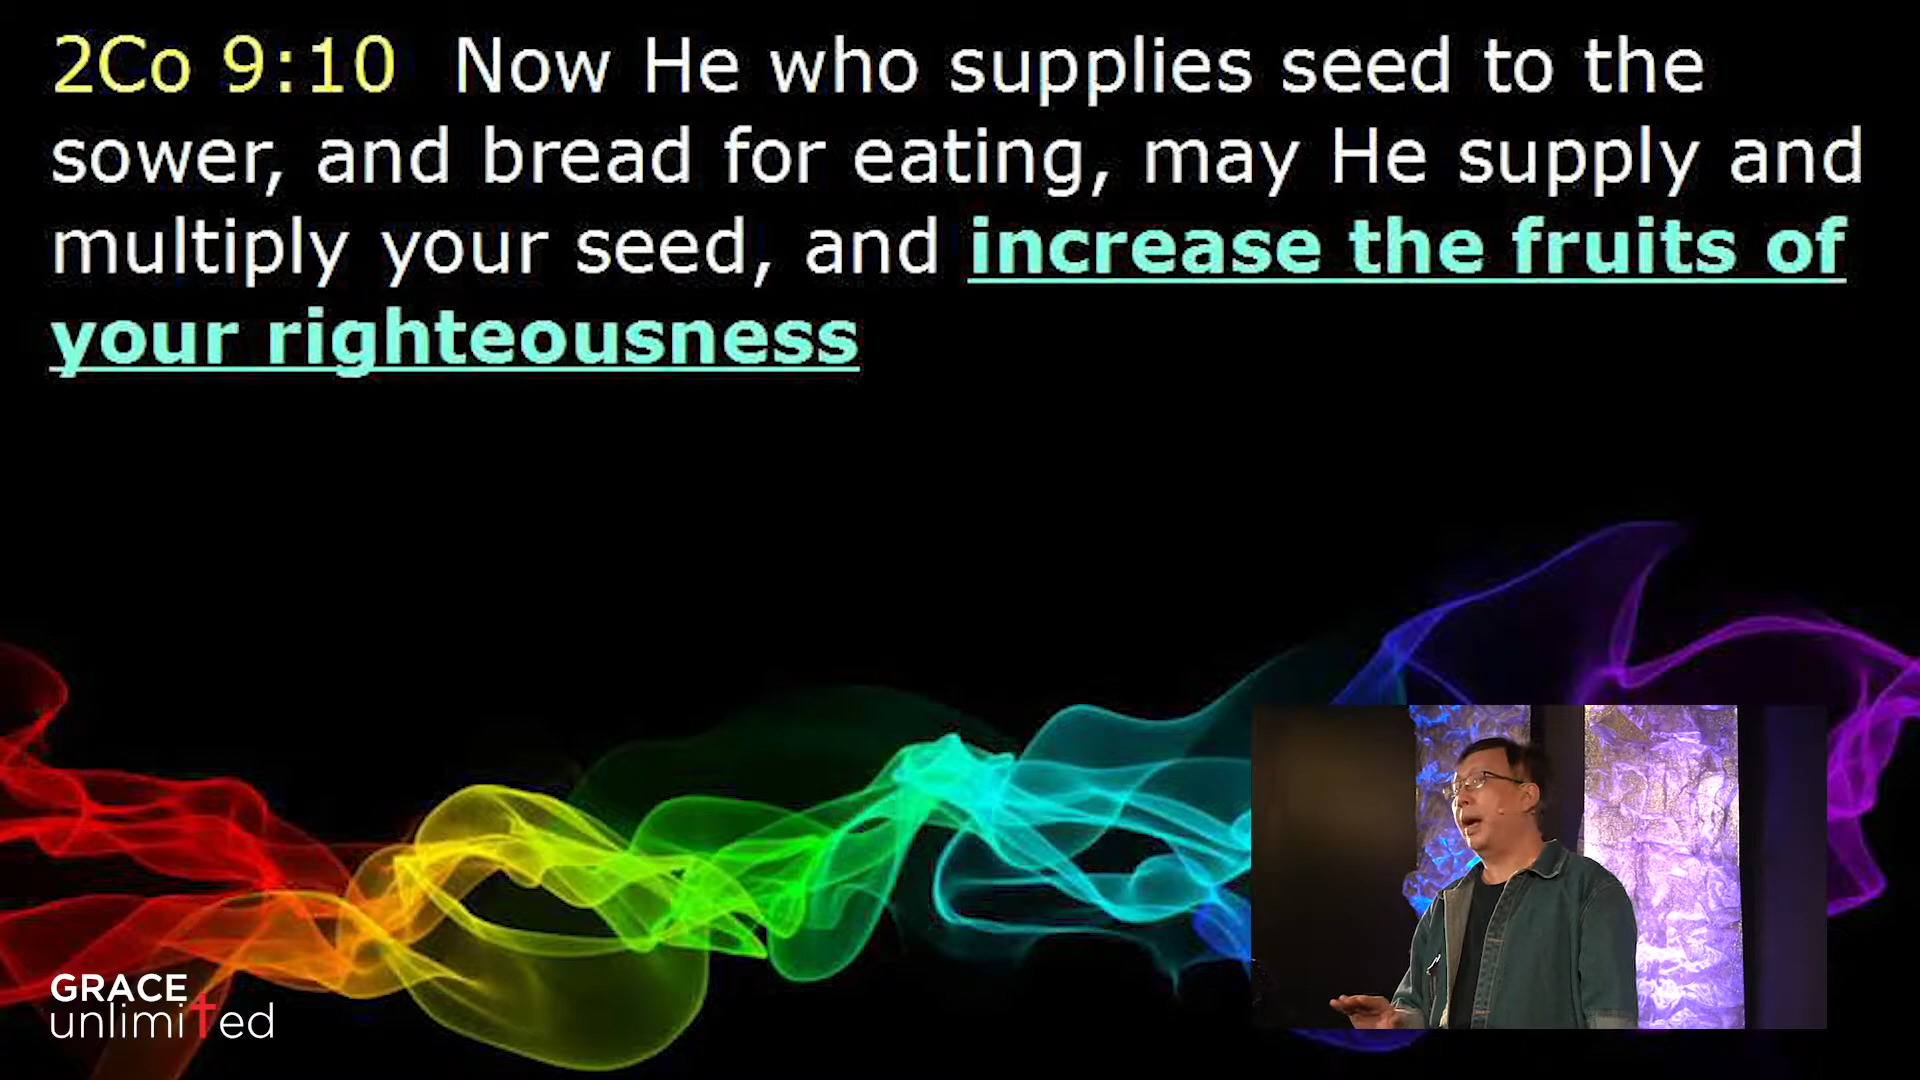 2Co 9:10 Now He who supplies seed to the
sower, and bread for eating, may He supply and
multiply your seed, and increase the fruits of
your righteousness
GRACE
unlimited